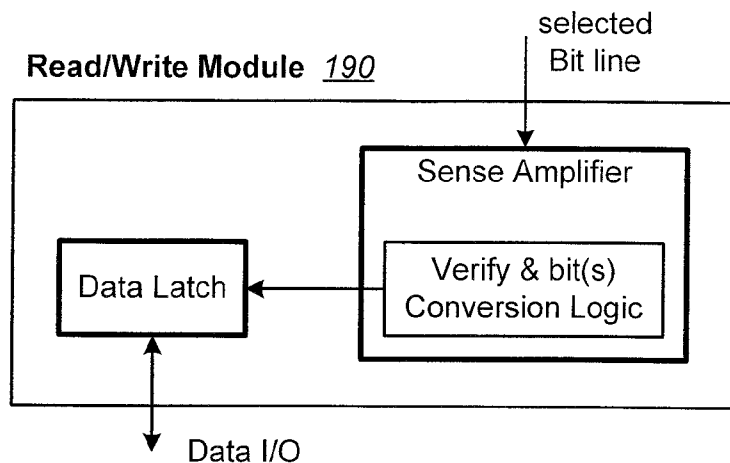 selected
Bit line
Read/Write Module 190
Sense Amplifier
Verify & bit(s)
Conversion Logic
Data Latch
Data I/O